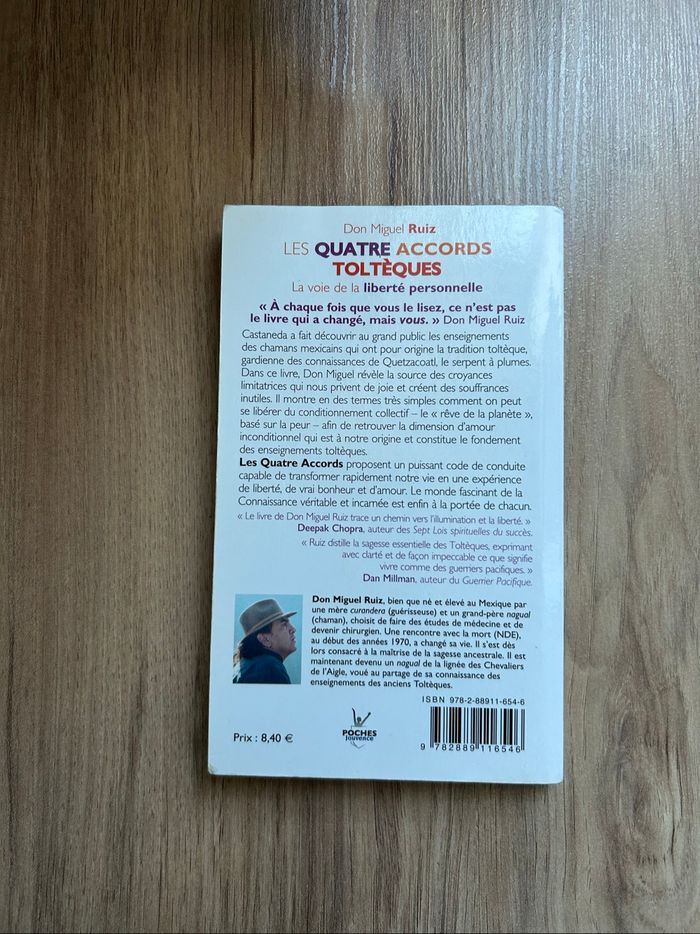 Don Miguel Ruiz
LES QUATRE ACCORDS
TOLTÈQUES
La voie de la liberté personnelle
« À chaque fois que vous le lisez, ce n'est pas
le livre qui a changé, mais vous. » Don Miguel Ruiz
Castaneda a fait découvrir au grand public les enseignements
des chamans mexicains qui ont pour origine la tradition toltèque,
gardienne des connaissances de Quetzacoatl, le serpent à plumes.
Dans ce livre, Don Miguel révèle la source des croyances
limitatrices qui nous privent de joie et créent des souffrances
inutiles. Il montre en des termes très simples comment on peut
se libérer du conditionnement collectif – le « rêve de la planète »,
basé sur la peur – afin de retrouver la dimension d'amour
inconditionnel qui est à notre origine et constitue le fondement
des enseignements toltèques.
Les Quatre Accords proposent un puissant code de conduite
capable de transformer rapidement notre vie en une expérience
de liberté, de vrai bonheur et d'amour. Le monde fascinant de la
Connaissance véritable et incarnée est enfin à la portée de chacun.
« Le livre de Don Miguel Ruiz trace un chemin vers l'illumination et la liberté. »
Deepak Chopra, auteur des Sept Lois spirituelles du succès.
« Ruiz distille la sagesse essentielle des Toltèques, exprimant
avec clarté et de façon impeccable ce que signifie
vivre comme des guerriers pacifiques. »
Dan Millman, auteur du Guerrier Pacifique.
Don Miguel Ruiz, bien que né et élevé au Mexique par
une mère curandera (guérisseuse) et un grand-père nagual
(chaman), choisit de faire des études de médecine et de
devenir chirurgien. Une rencontre avec la mort (NDE),
au début des années 1970, a changé sa vie. Il s'est dès
lors consacré à la maîtrise de la sagesse ancestrale. Il est
maintenant devenu un nagual de la lignée des Chevaliers
de l'Aigle, voué au partage de sa connaissance des
enseignements des anciens Toltèques.
ISBN 978-2-88911-654-6
Prix : 8,40 €
POCHES
Jouvence
9 782889 116546